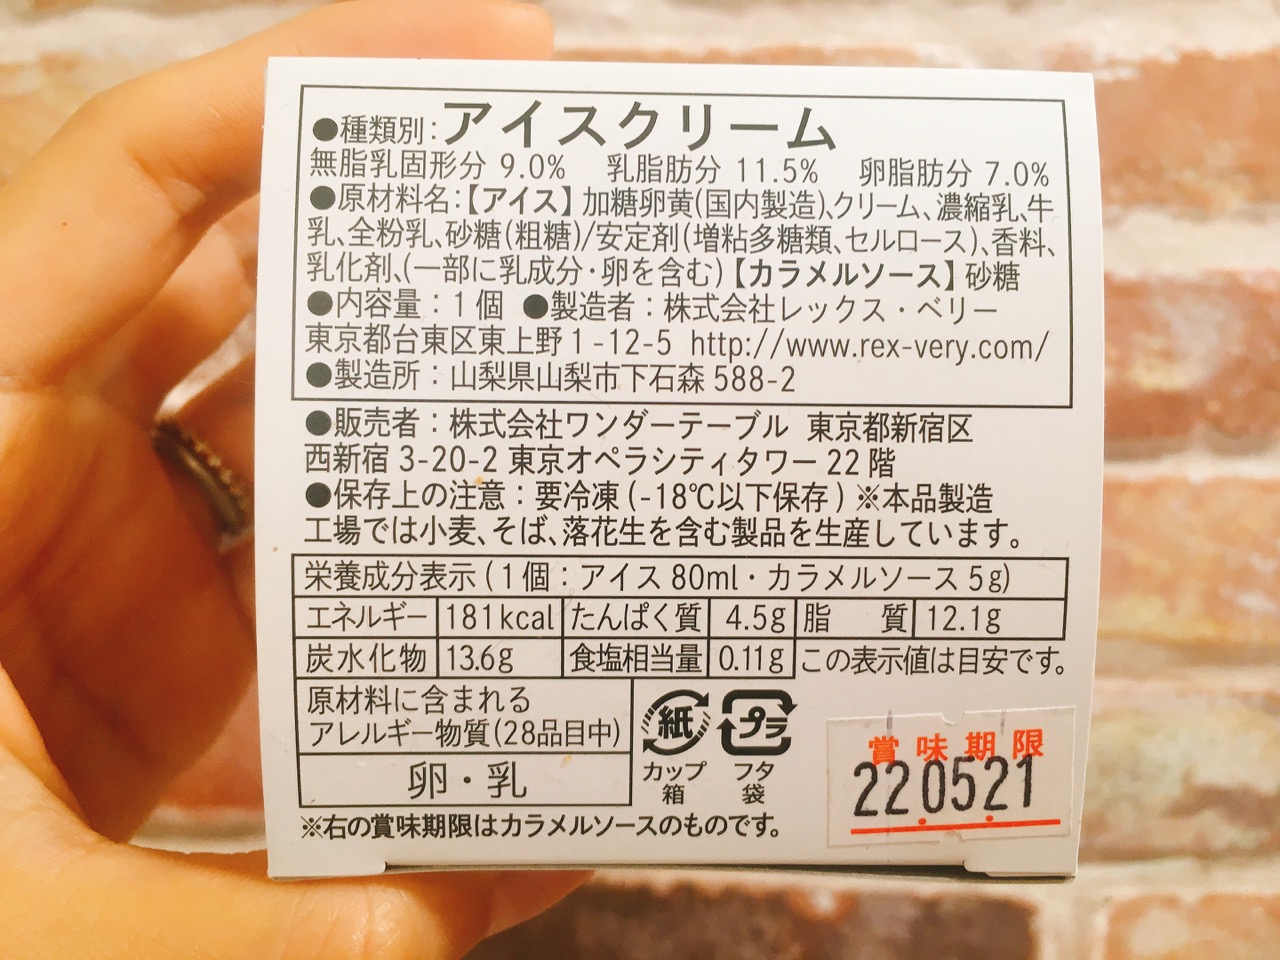 ●種類別:アイスクリーム
無脂乳固形分 9.0% 乳脂肪分 11.5% 卵脂肪分 7.0%
●原材料名:【アイス】加糖卵黄(国内製造)、クリーム、濃縮乳、牛
乳、全粉乳、砂糖(粗糖)/安定剤(増粘多糖類、セルロース)、香料、
乳化剤、(一部に乳成分・卵を含む)【カラメルソース】砂糖
●内容量:1個 ●製造者:株式会社レックス・ベリー
東京都台東区東上野1-12-5 http://www.rex-very.com/
●製造所:山梨県山梨市下石森588-2
●販売者:株式会社ワンダーテーブル 東京都新宿区
西新宿3-20-2東京オペラシティタワー22階
●保存上の注意:要冷凍(-18℃以下保存)※本品製造
工場では小麦、そば、落花生を含む製品を生産しています。
栄養成分表示(1個:アイス80ml・カラメルソース5g)
エネルギー 181kcal たんぱく質 4.5g 脂質 12.1g
炭水化物 13.6g 食塩相当量 0.11g この表示値は目安です。
原材料に含まれる
アレルギー物質(28品目中)
卵・乳
紙 プラ
カップ フタ
箱 袋
賞味期限
22.05.21
※右の賞味期限はカラメルソースのものです。